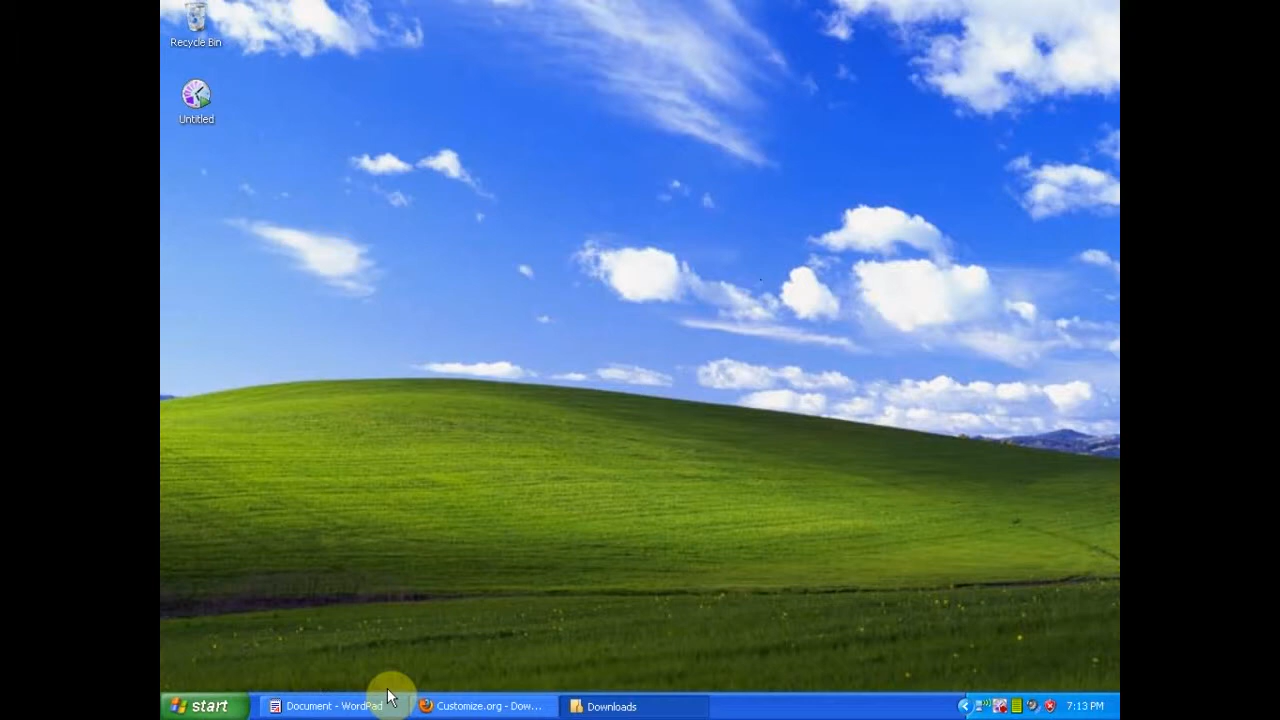 Recycle Bin
Untitled
start
Document - WordPad
Customize.org - Dow...
Downloads
7:13 PM